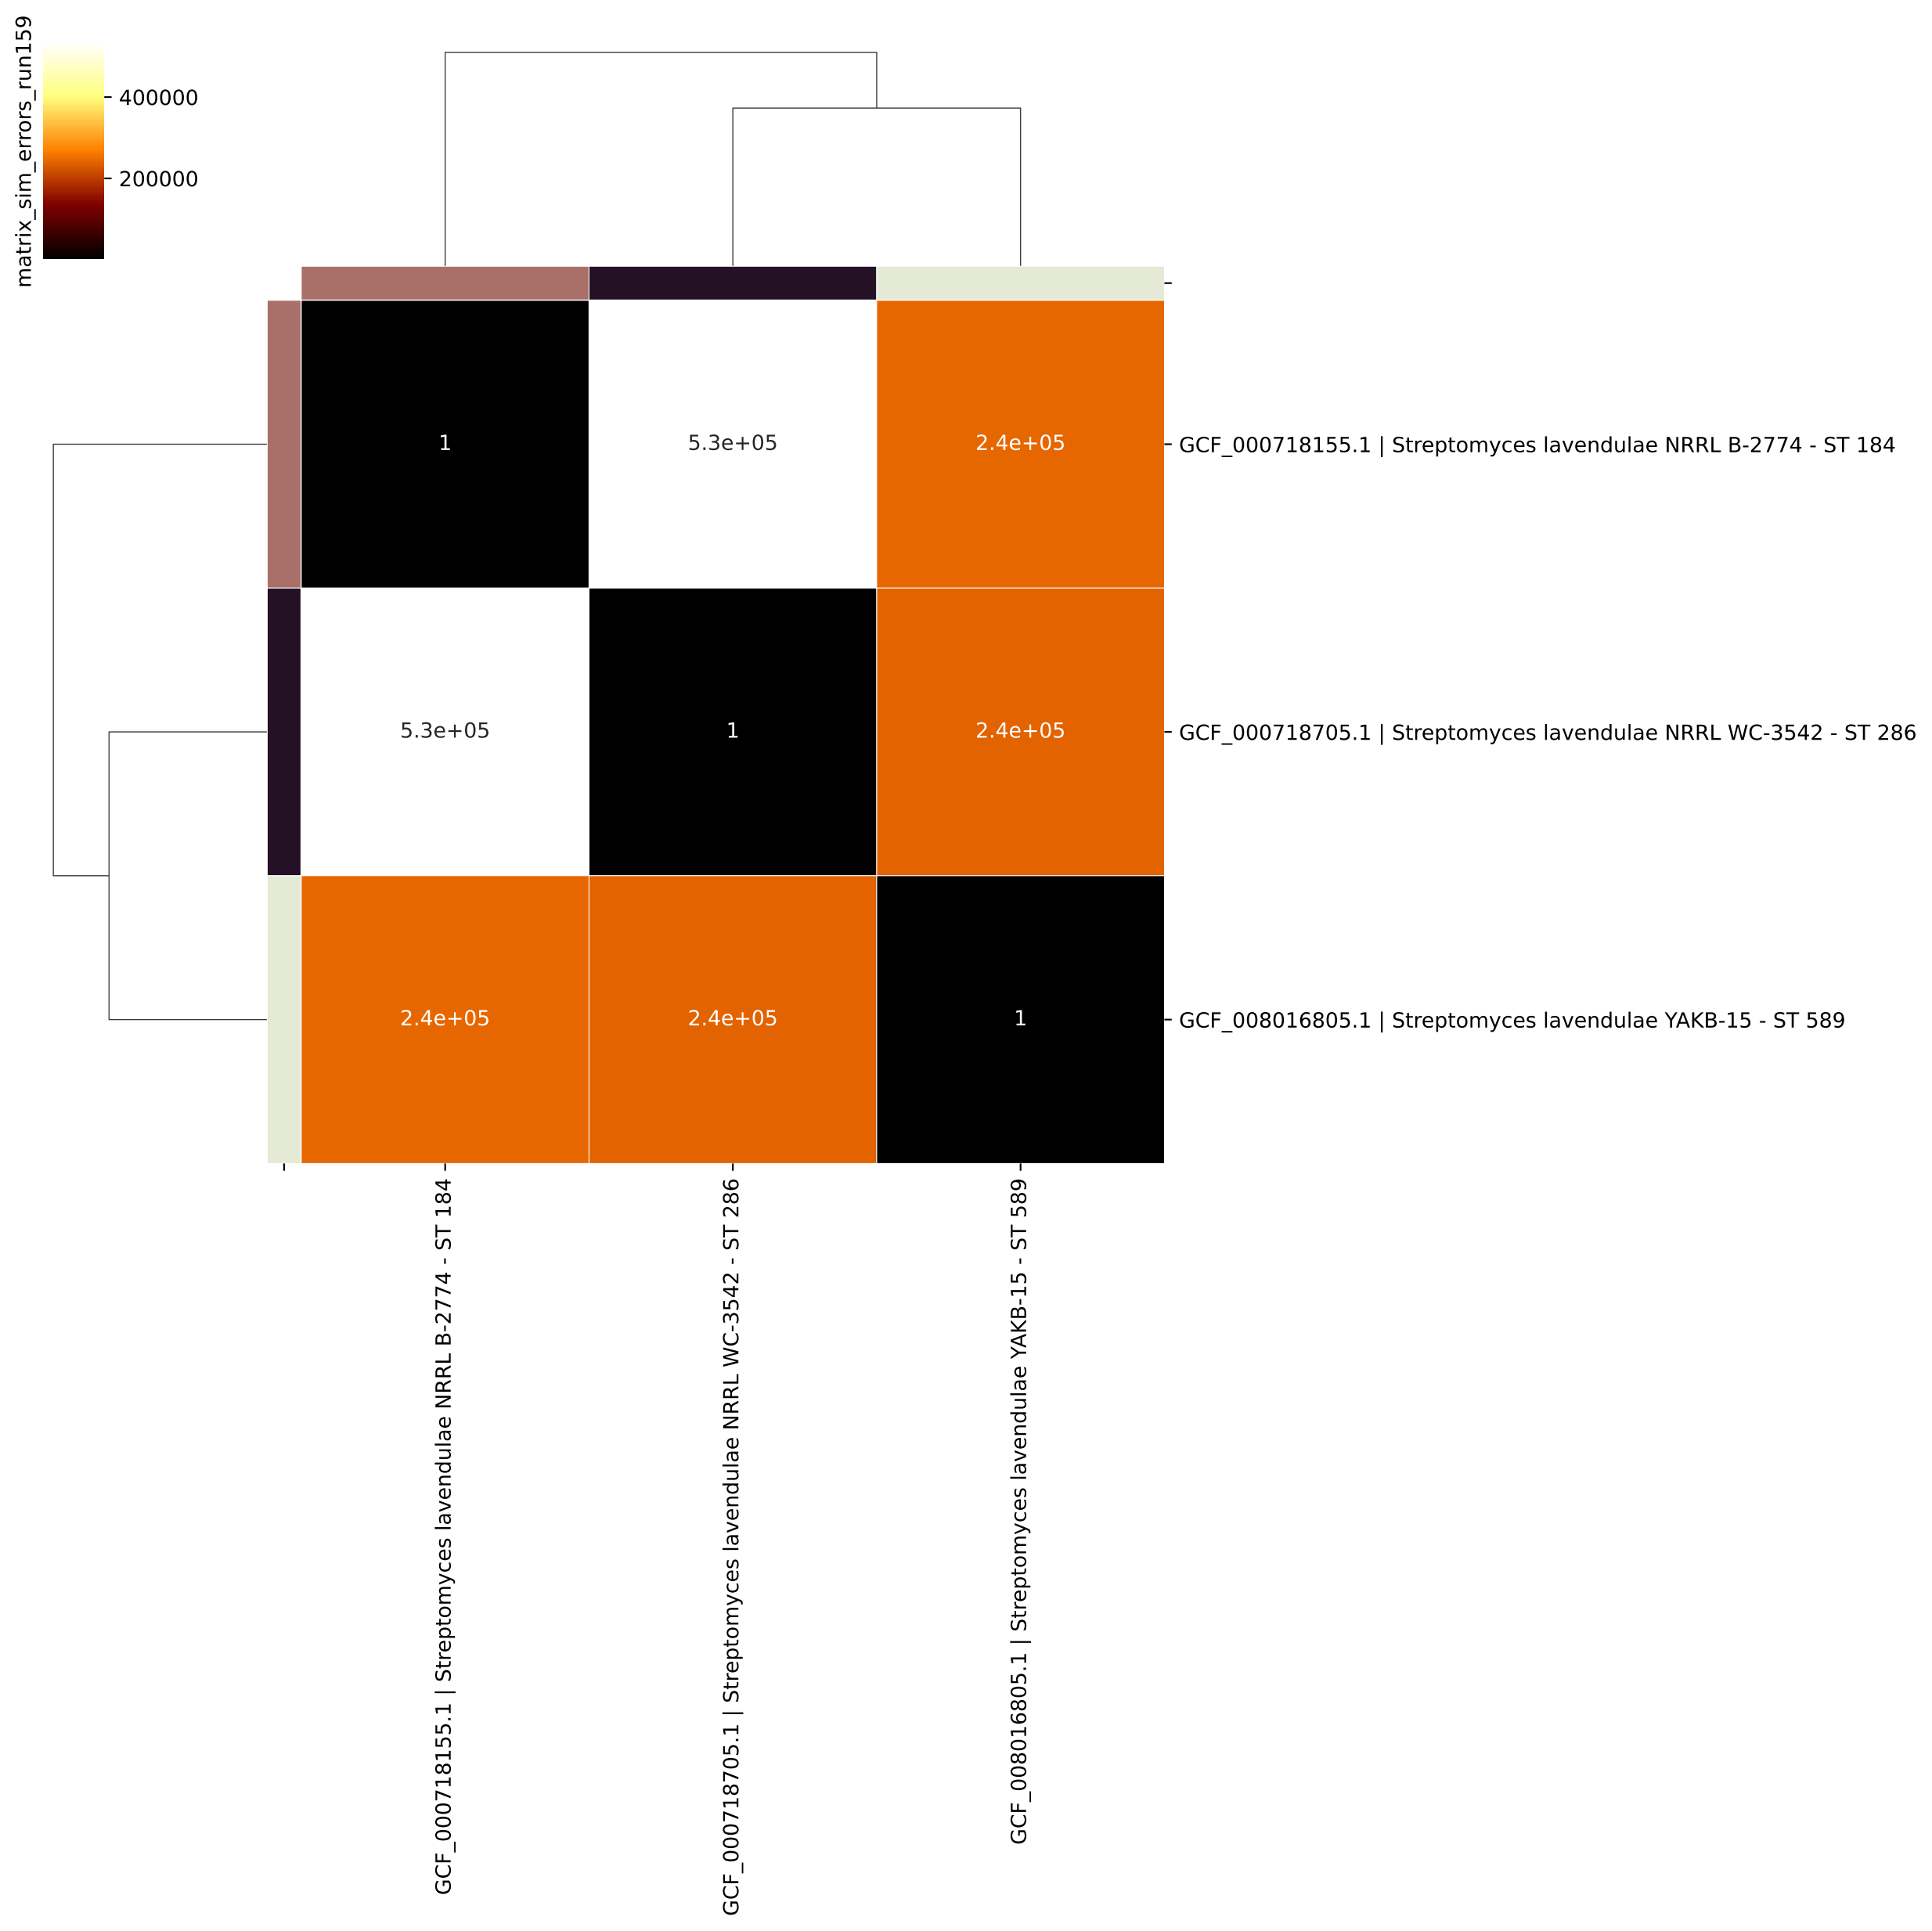 matrix_sim_errors_run159
400000
200000
1
5.3e+05
2.4e+05
GCF_000718155.1 | Streptomyces lavendulae NRRL B-2774 - ST 184
5.3e+05
1
2.4e+05
GCF_000718705.1 | Streptomyces lavendulae NRRL WC-3542 - ST 286
2.4e+05
2.4e+05
1
GCF_008016805.1 | Streptomyces lavendulae YAKB-15 - ST 589
GCF_000718155.1 | Streptomyces lavendulae NRRL B-2774 - ST 184
GCF_000718705.1 | Streptomyces lavendulae NRRL WC-3542 - ST 286
GCF_008016805.1 | Streptomyces lavendulae YAKB-15 - ST 589